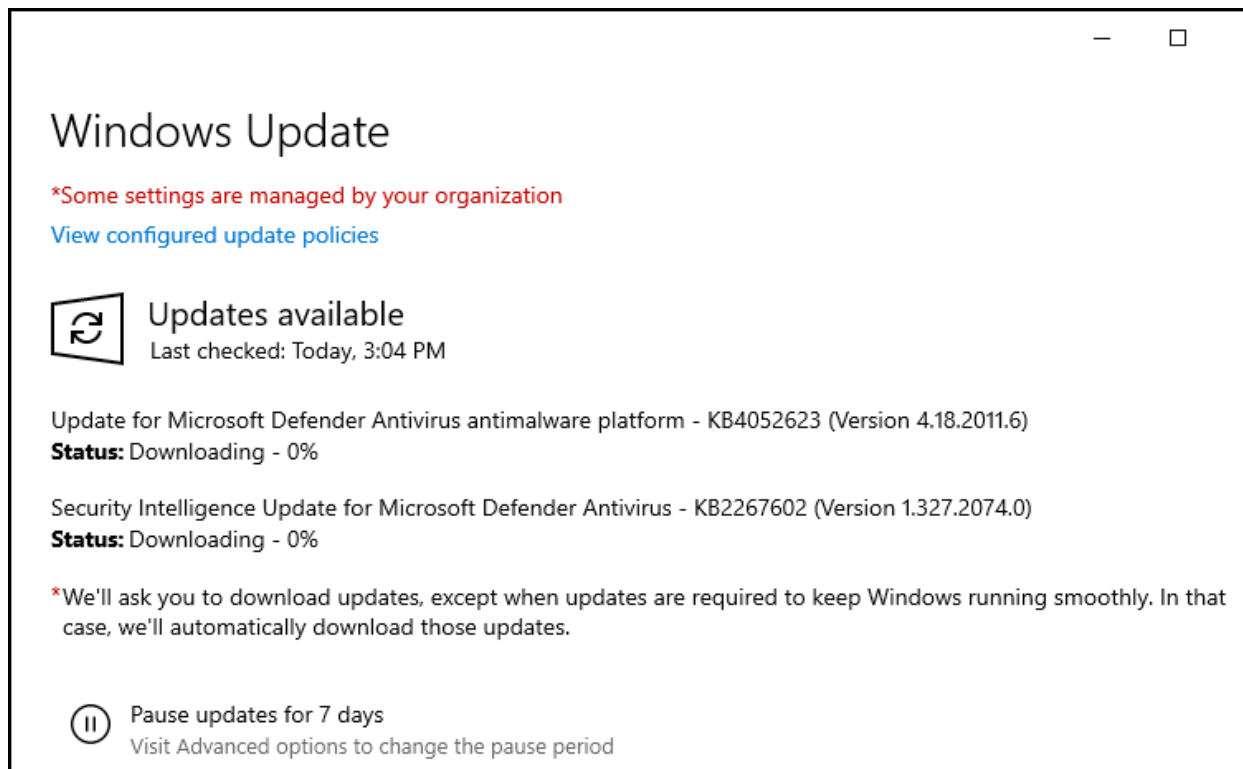 Windows Update
*Some settings are managed by your organization
View configured update policies
Updates available
Last checked: Today, 3:04 PM
Update for Microsoft Defender Antivirus antimalware platform - KB4052623 (Version 4.18.2011.6)
Status: Downloading - 0%
Security Intelligence Update for Microsoft Defender Antivirus - KB2267602 (Version 1.327.2074.0)
Status: Downloading - 0%
*We'll ask you to download updates, except when updates are required to keep Windows running smoothly. In that
case, we'll automatically download those updates.
Pause updates for 7 days
Visit Advanced options to change the pause period